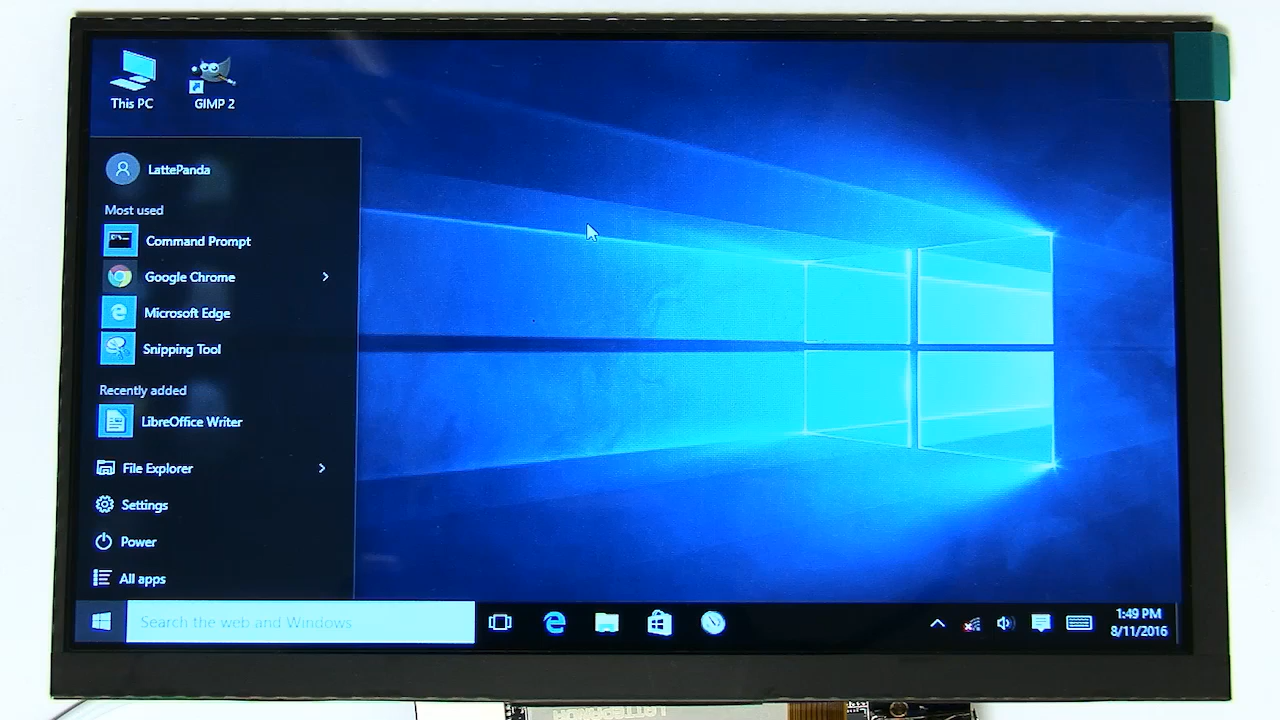 This PC
GIMP 2
LattePanda
Most used
Command Prompt
Google Chrome
Microsoft Edge
Snipping Tool
Recently added
LibreOffice Writer
File Explorer
Settings
Power
All apps
Search the web and Windows
1:49 PM
8/11/2016